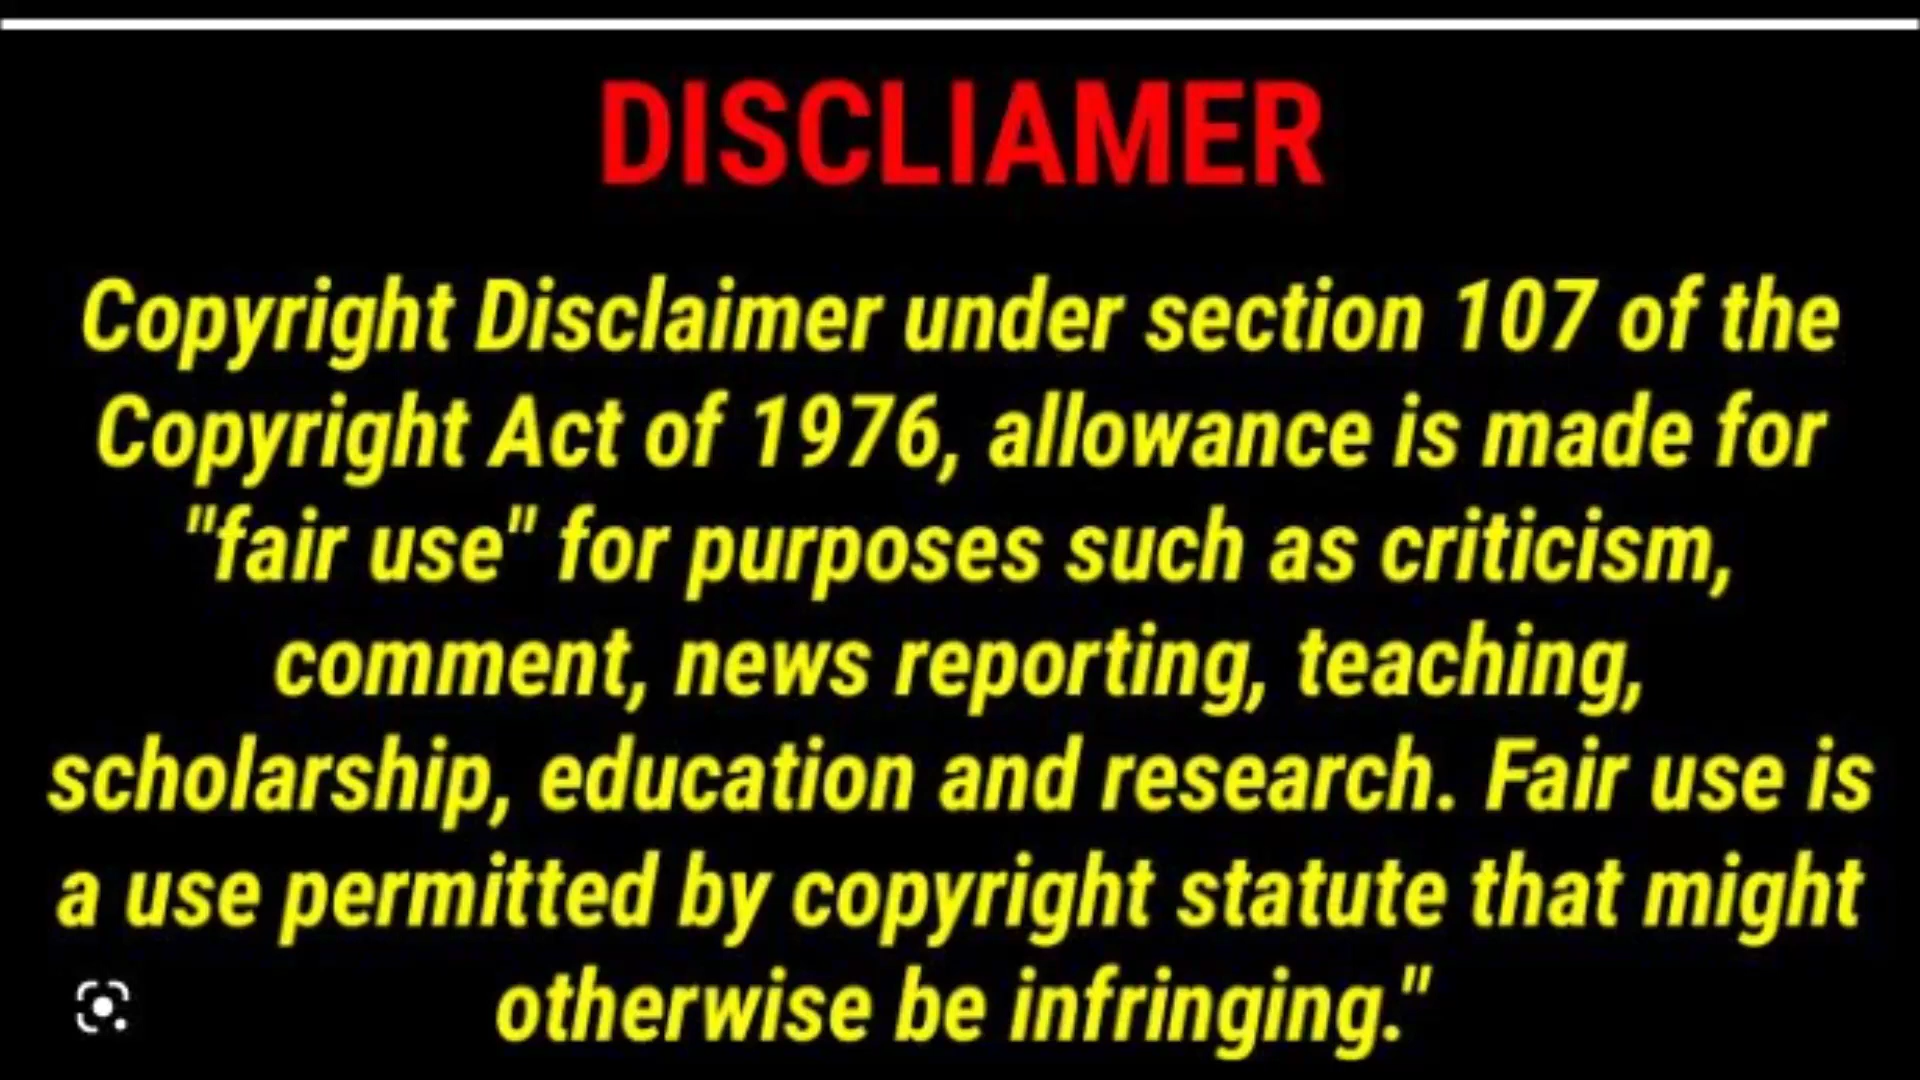 DISCLIAMER
Copyright Disclaimer under section 107 of the
Copyright Act of 1976, allowance is made for
"fair use" for purposes such as criticism,
comment, news reporting, teaching,
scholarship, education and research. Fair use is
a use permitted by copyright statute that might
otherwise be infringing."